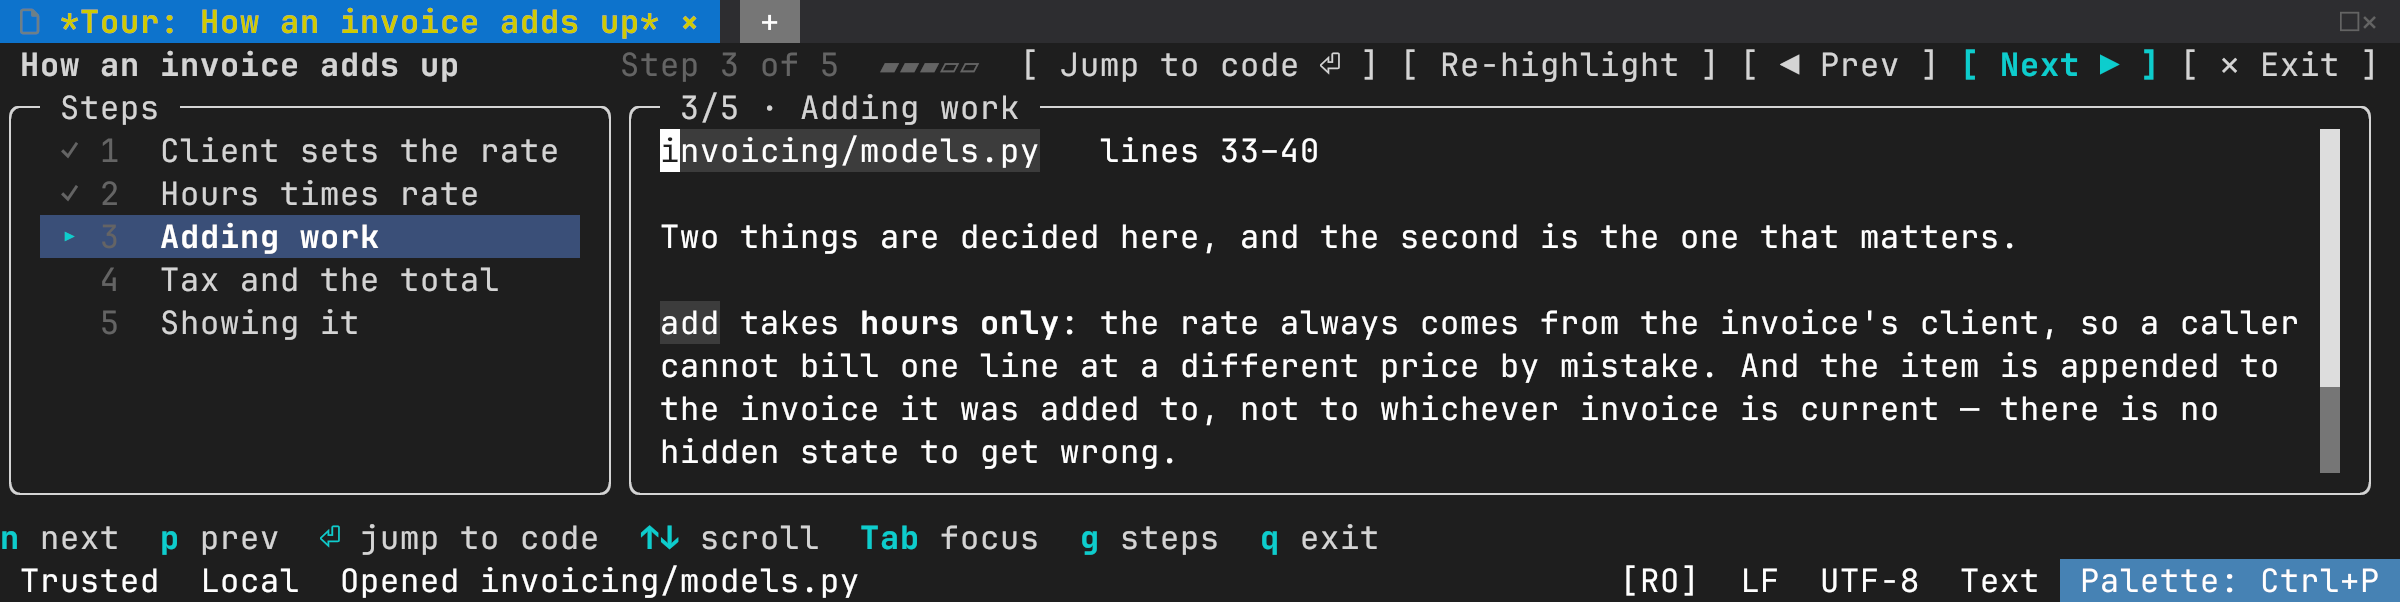 *Tour: How an invoice adds up* × +
How an invoice adds up Step 3 of 5 ▰▰▰▱▱ [ Jump to code ⏎ ] [ Re-highlight ] [ ◀ Prev ] [ Next ▶ ] [ × Exit ]
Steps
✓ 1 Client sets the rate
✓ 2 Hours times rate
▸ 3 Adding work
4 Tax and the total
5 Showing it
3/5 · Adding work
invoicing/models.py lines 33–40
Two things are decided here, and the second is the one that matters.
add takes hours only: the rate always comes from the invoice's client, so a caller
cannot bill one line at a different price by mistake. And the item is appended to
the invoice it was added to, not to whichever invoice is current — there is no
hidden state to get wrong.
n next p prev ⏎ jump to code ↑↓ scroll Tab focus g steps q exit
Trusted Local Opened invoicing/models.py [RO] LF UTF-8 Text Palette: Ctrl+P